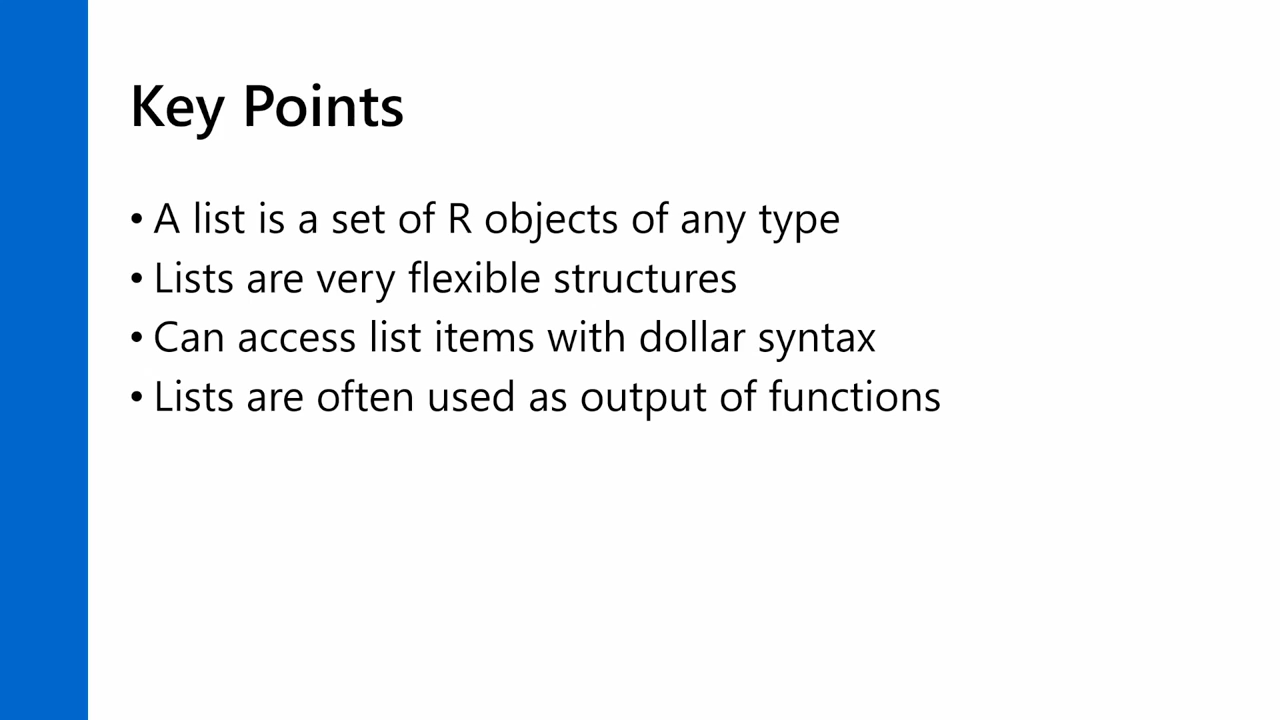 Key Points
• A list is a set of R objects of any type
• Lists are very flexible structures
• Can access list items with dollar syntax
• Lists are often used as output of functions